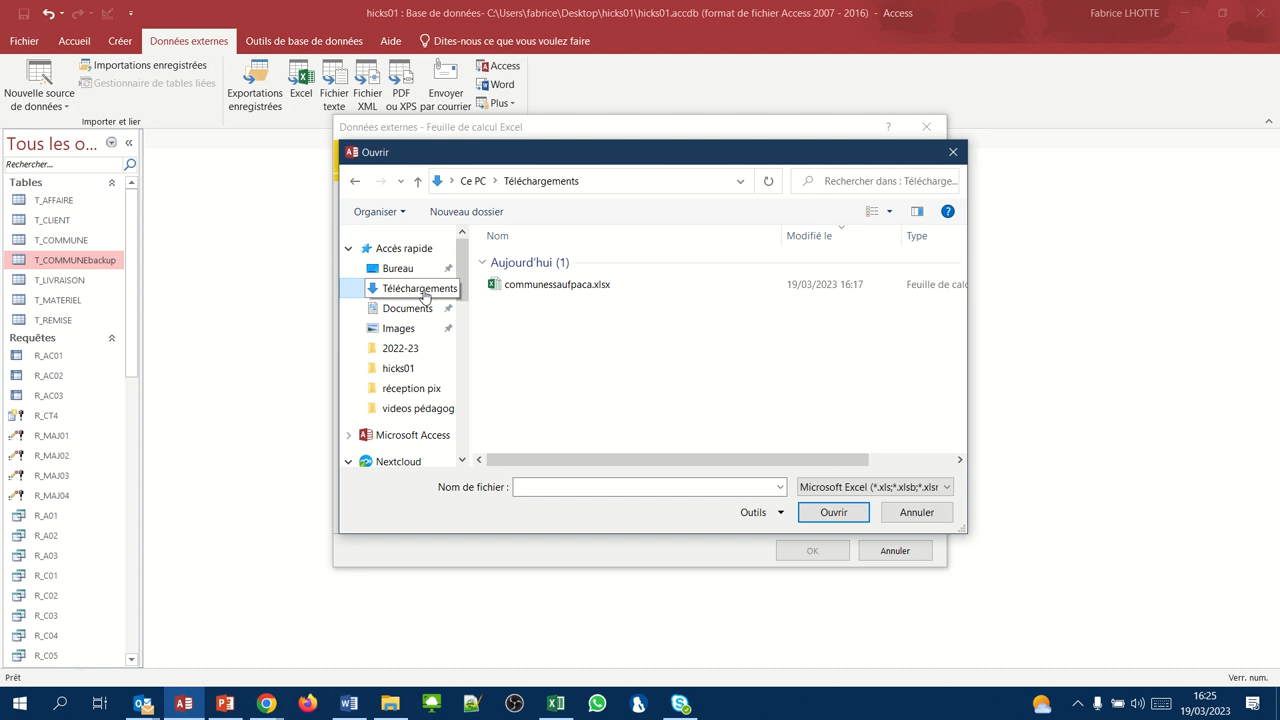 hicks01 : Base de données- C:\Users\fabrice\Desktop\hicks01\hicks01.accdb (format de fichier Access 2007 - 2016) - Access
Fabrice LHOTTE
Fichier
Accueil
Créer
Données externes
Outils de base de données
Aide
Dites-nous ce que vous voulez faire
Nouvelle source
de données
Importations enregistrées
Gestionnaire de tables liées
Importer et lier
Exportations
enregistrées
Excel
Fichier
texte
Fichier
XML
PDF
ou XPS
Envoyer
par courrier
Access
Word
Plus
Tous les o...
Rechercher...
Tables
T_AFFAIRE
T_CLIENT
T_COMMUNE
T_COMMUNEbackup
T_LIVRAISON
T_MATERIEL
T_REMISE
Requêtes
R_AC01
R_AC02
R_AC03
R_CT4
R_MAJ01
R_MAJ02
R_MAJ03
R_MAJ04
R_A01
R_A02
R_A03
R_C01
R_C02
R_C03
R_C04
R_C05
Données externes - Feuille de calcul Excel
?
Ouvrir
Ce PC
Téléchargements
Rechercher dans : Télécharge...
Organiser
Nouveau dossier
?
Accès rapide
Bureau
Téléchargements
Documents
Images
2022-23
hicks01
réception pix
videos pédagog
Microsoft Access
Nextcloud
Nom
Modifié le
Type
Aujourd'hui (1)
communessaufpaca.xlsx
19/03/2023 16:17
Feuille de calc
Nom de fichier :
Microsoft Excel (*.xls;*.xlsb;*.xlsr
Outils
Ouvrir
Annuler
OK
Annuler
Prêt
Verr. num.
16:25
19/03/2023